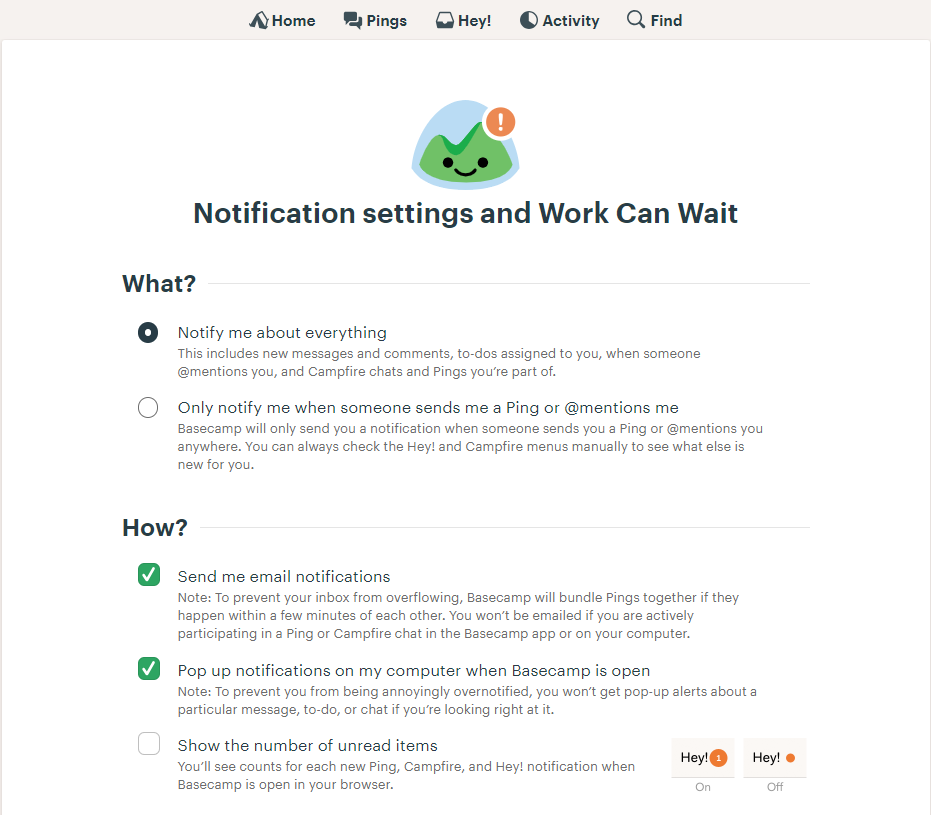 Home Pings Hey! Activity Find
!
Notification settings and Work Can Wait
What?
Notify me about everything
This includes new messages and comments, to-dos assigned to you, when someone
@mentions you, and Campfire chats and Pings you’re part of.
Only notify me when someone sends me a Ping or @mentions me
Basecamp will only send you a notification when someone sends you a Ping or @mentions you
anywhere. You can always check the Hey! and Campfire menus manually to see what else is
new for you.
How?
Send me email notifications
Note: To prevent your inbox from overflowing, Basecamp will bundle Pings together if they
happen within a few minutes of each other. You won’t be emailed if you are actively
participating in a Ping or Campfire chat in the Basecamp app or on your computer.
Pop up notifications on my computer when Basecamp is open
Note: To prevent you from being annoyingly overnotified, you won’t get pop-up alerts about a
particular message, to-do, or chat if you’re looking right at it.
Show the number of unread items
You’ll see counts for each new Ping, Campfire, and Hey! notification when
Basecamp is open in your browser.
Hey! 1 Hey!
On Off